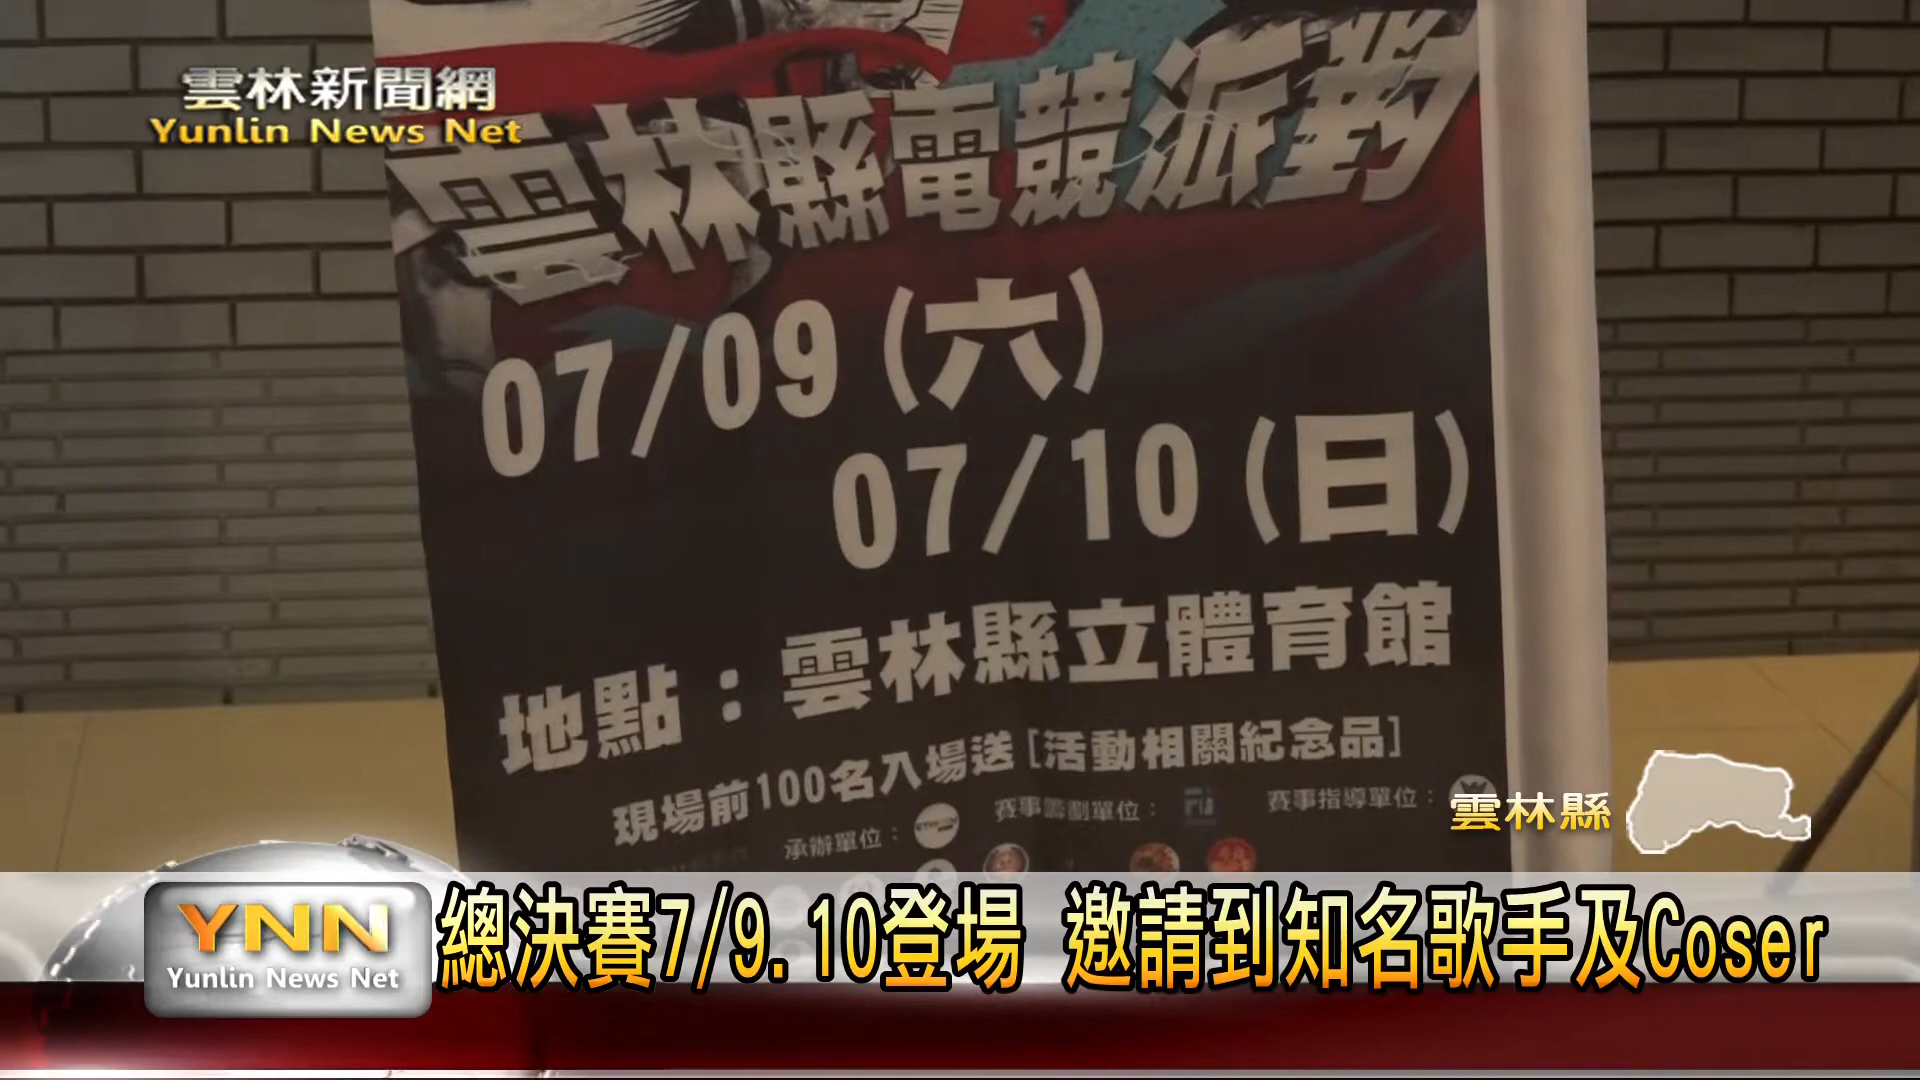 雲林新聞網
Yunlin News Net
雲林縣電競派對
07/09(六)
07/10(日)
地點：雲林縣立體育館
現場前100名入場送[活動相關紀念品]
承辦單位：
賽事籌劃單位：
賽事指導單位：
雲林縣
YNN
Yunlin News Net
總決賽7/9.10登場 邀請到知名歌手及Coser